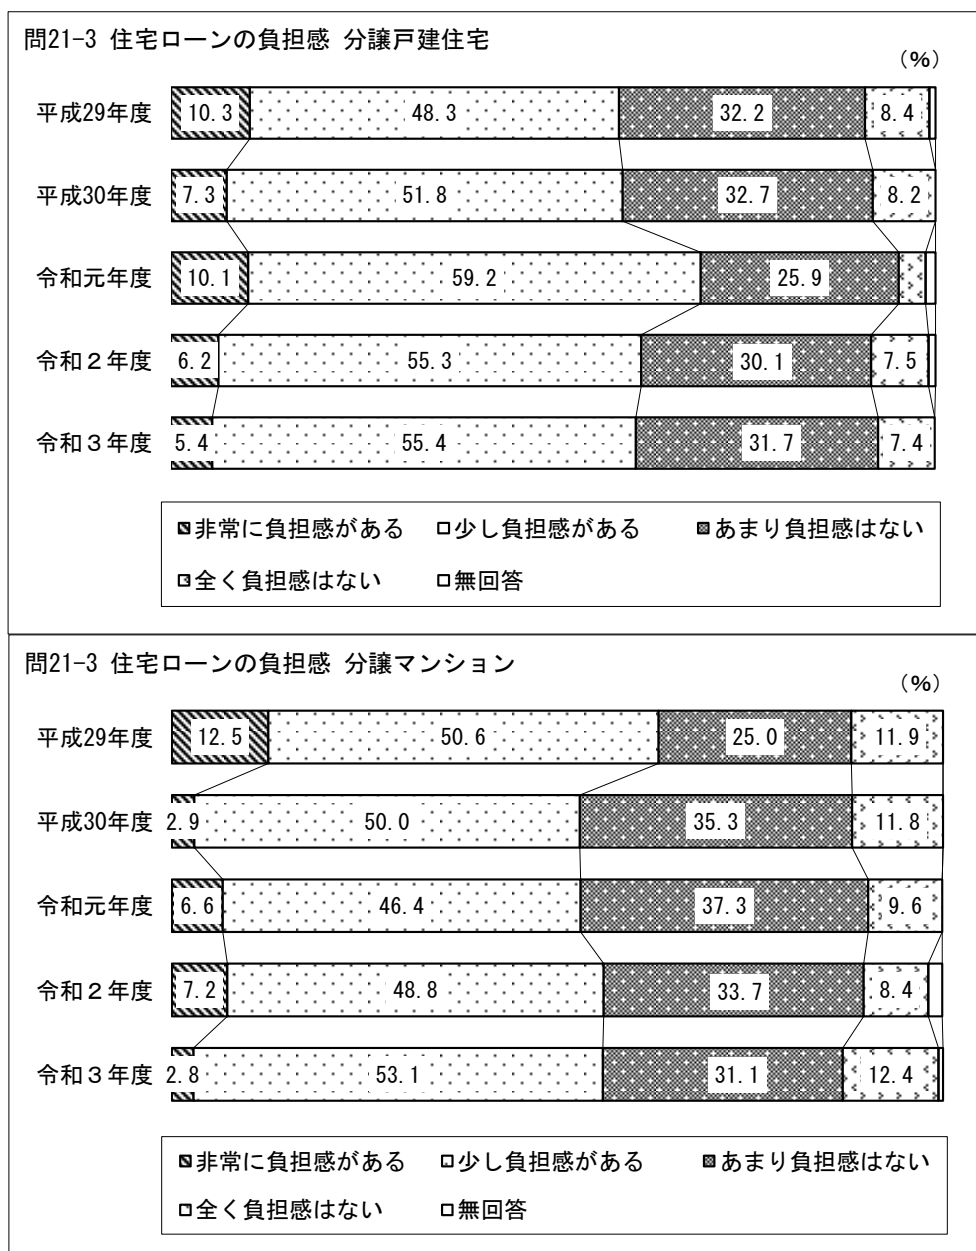 問21-3 住宅ローンの負担感 分譲戸建住宅
(%)
平成29年度 10.3 48.3 32.2 8.4
平成30年度 7.3 51.8 32.7 8.2
令和元年度 10.1 59.2 25.9
令和２年度 6.2 55.3 30.1 7.5
令和３年度 5.4 55.4 31.7 7.4
非常に負担感がある 少し負担感がある あまり負担感はない
全く負担感はない 無回答
問21-3 住宅ローンの負担感 分譲マンション
(%)
平成29年度 12.5 50.6 25.0 11.9
平成30年度 2.9 50.0 35.3 11.8
令和元年度 6.6 46.4 37.3 9.6
令和２年度 7.2 48.8 33.7 8.4
令和３年度 2.8 53.1 31.1 12.4
非常に負担感がある 少し負担感がある あまり負担感はない
全く負担感はない 無回答